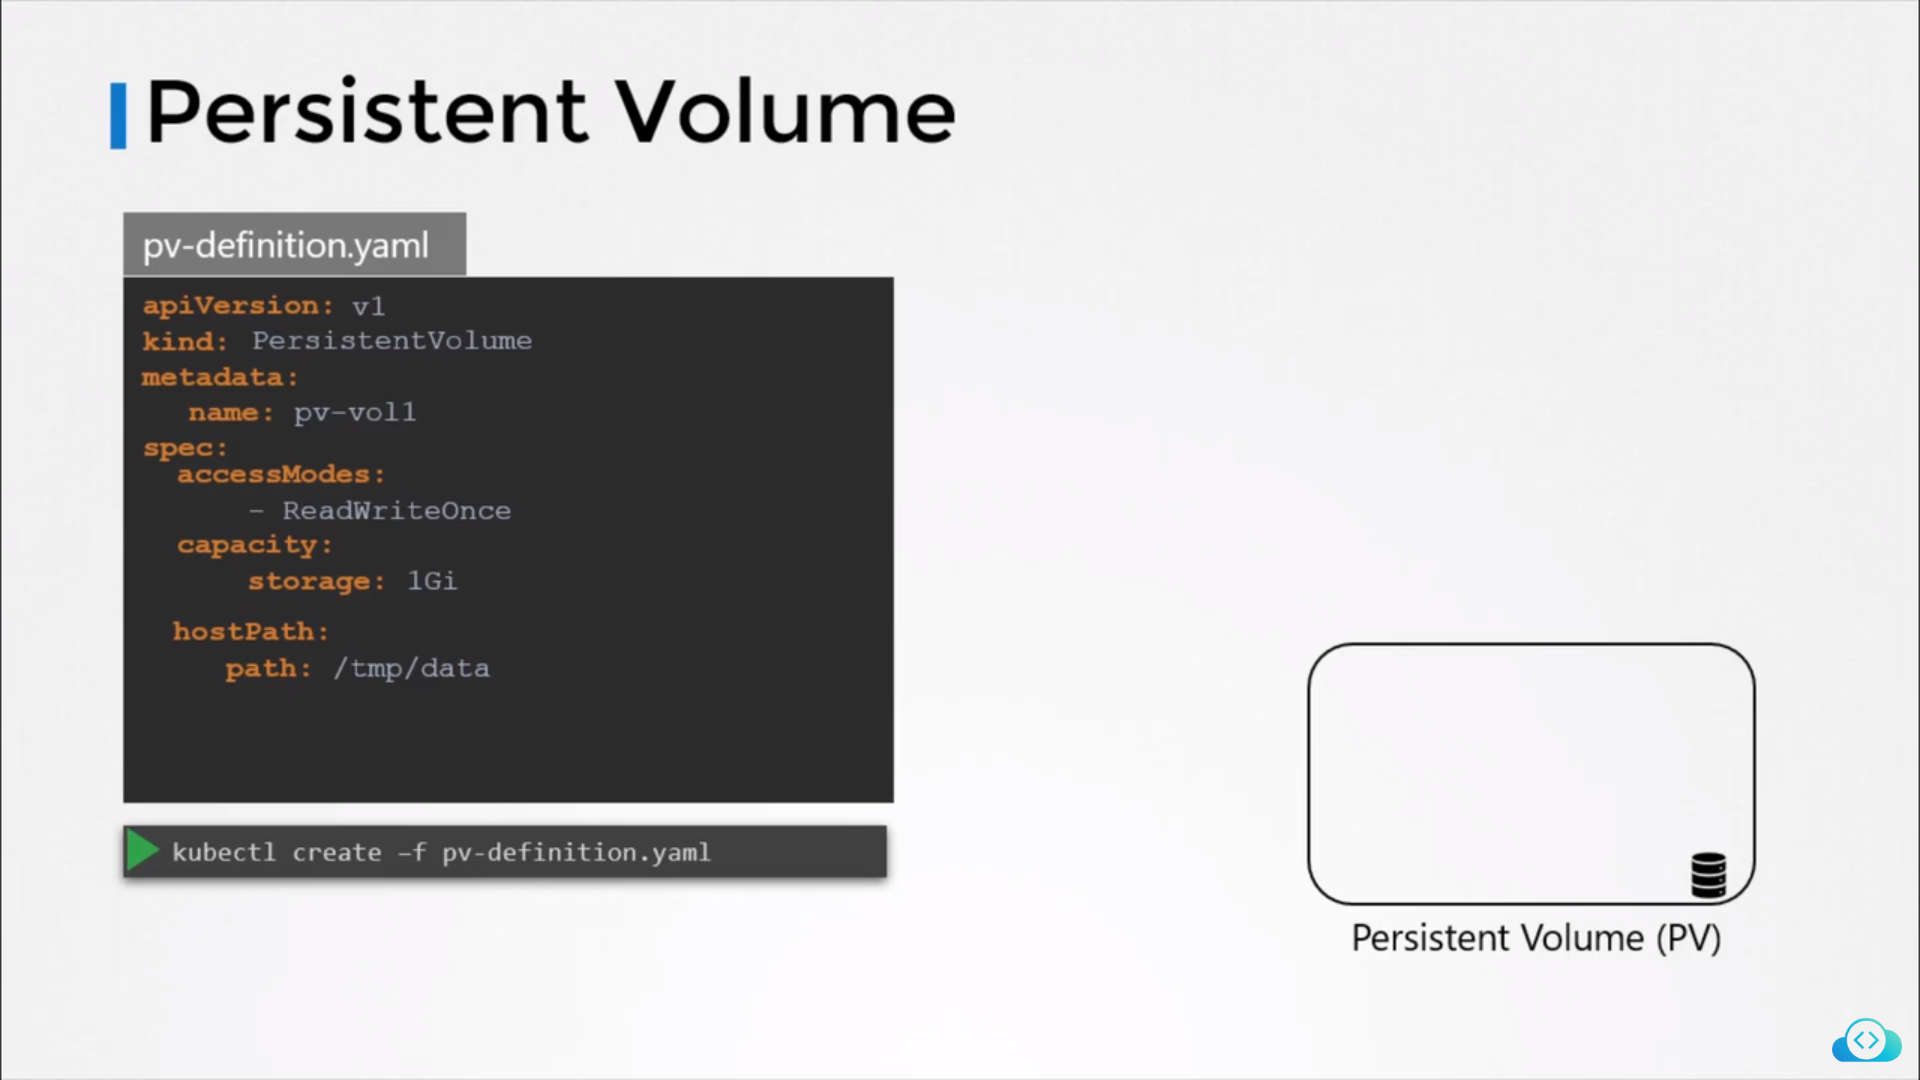 Persistent Volume
pv-definition.yaml
apiVersion: v1
kind: PersistentVolume
metadata:
name: pv-vol1
spec:
accessModes:
- ReadWriteOnce
capacity:
storage: 1Gi
hostPath:
path: /tmp/data
kubectl create –f pv-definition.yaml
Persistent Volume (PV)